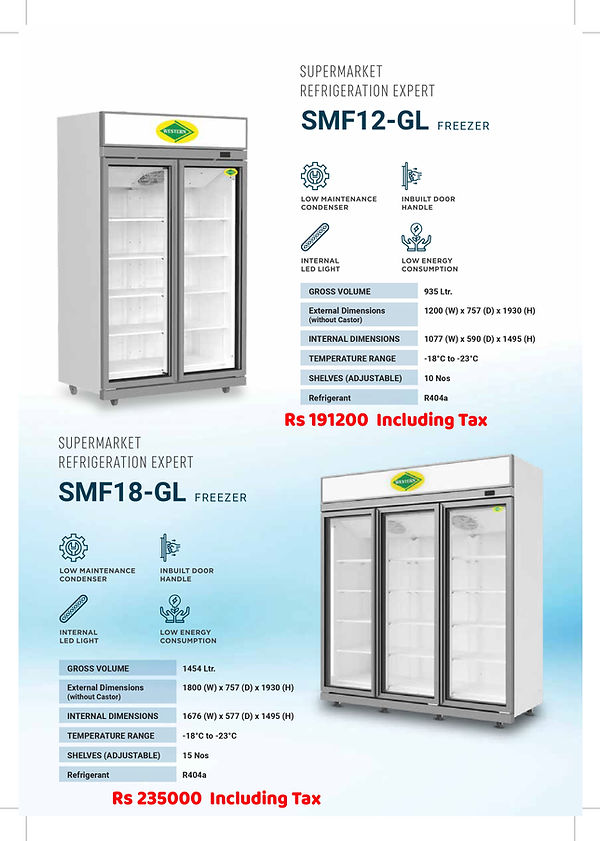 SUPERMARKET
REFRIGERATION EXPERT
SMF12-GL FREEZER
WESTERN
LOW MAINTENANCE
CONDENSER
INBUILT DOOR
HANDLE
INTERNAL
LED LIGHT
LOW ENERGY
CONSUMPTION
GROSS VOLUME 935 Ltr.
External Dimensions 1200 (W) x 757 (D) x 1930 (H)
(without Castor)
INTERNAL DIMENSIONS 1077 (W) x 590 (D) x 1495 (H)
TEMPERATURE RANGE -18°C to -23°C
SHELVES (ADJUSTABLE) 10 Nos
Refrigerant R404a
Rs 191200 Including Tax
SUPERMARKET
REFRIGERATION EXPERT
SMF18-GL FREEZER
WESTERN
LOW MAINTENANCE
CONDENSER
INBUILT DOOR
HANDLE
INTERNAL
LED LIGHT
LOW ENERGY
CONSUMPTION
GROSS VOLUME 1454 Ltr.
External Dimensions 1800 (W) x 757 (D) x 1930 (H)
(without Castor)
INTERNAL DIMENSIONS 1676 (W) x 577 (D) x 1495 (H)
TEMPERATURE RANGE -18°C to -23°C
SHELVES (ADJUSTABLE) 15 Nos
Refrigerant R404a
Rs 235000 Including Tax